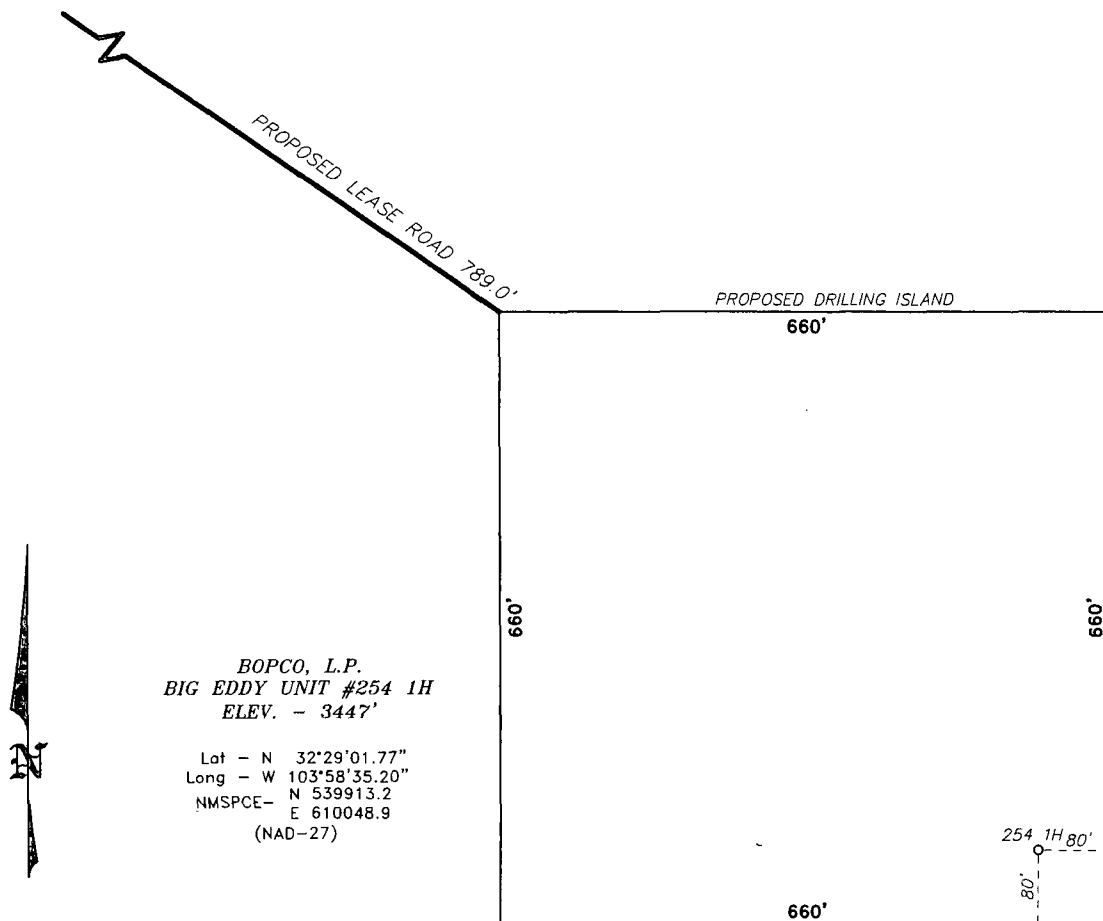 PROPOSED LEASE ROAD 789.0'
PROPOSED DRILLING ISLAND
660'
660'
660'
BOPCO, L.P.
BIG EDDY UNIT #254 1H
ELEV. - 3447'
Lat - N 32°29'01.77"
Long - W 103°58'35.20"
NMSPCE- N 539913.2
E 610048.9
(NAD-27)
254 1H 80'
80'
660'
N